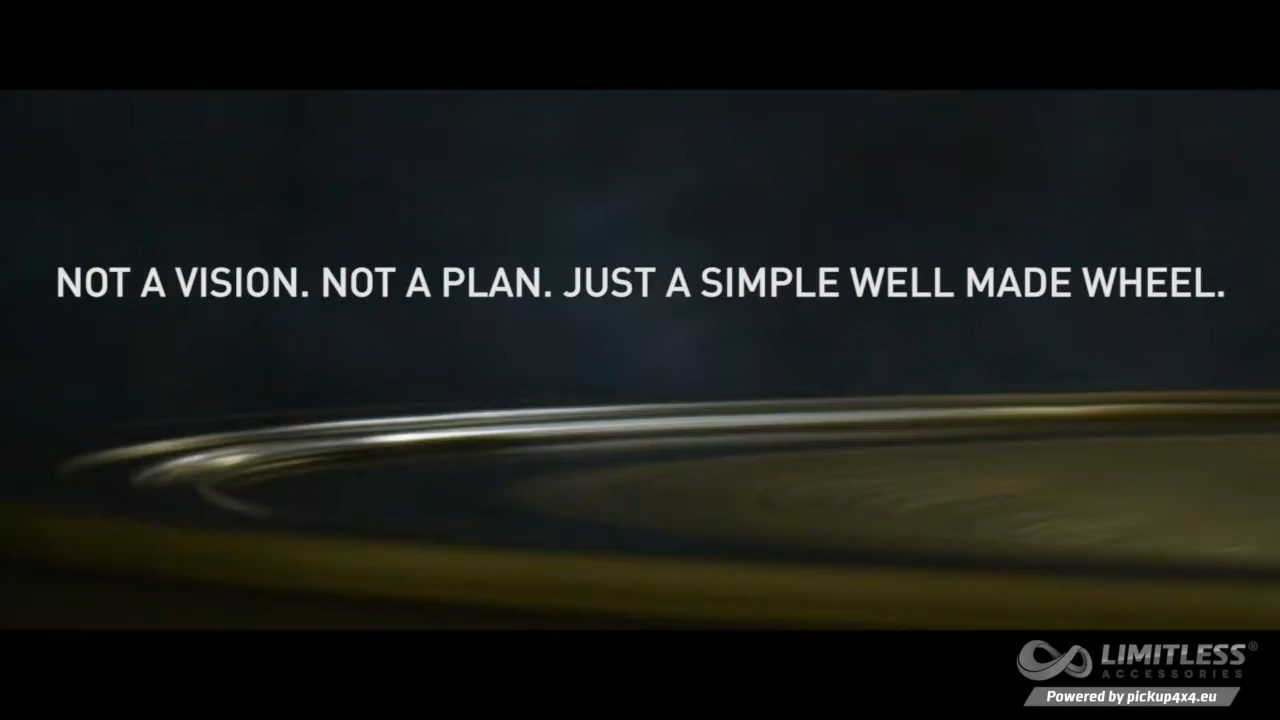 NOT A VISION. NOT A PLAN. JUST A SIMPLE WELL MADE WHEEL.
LIMITLESS®
ACCESSORIES
Powered by pickup4x4.eu